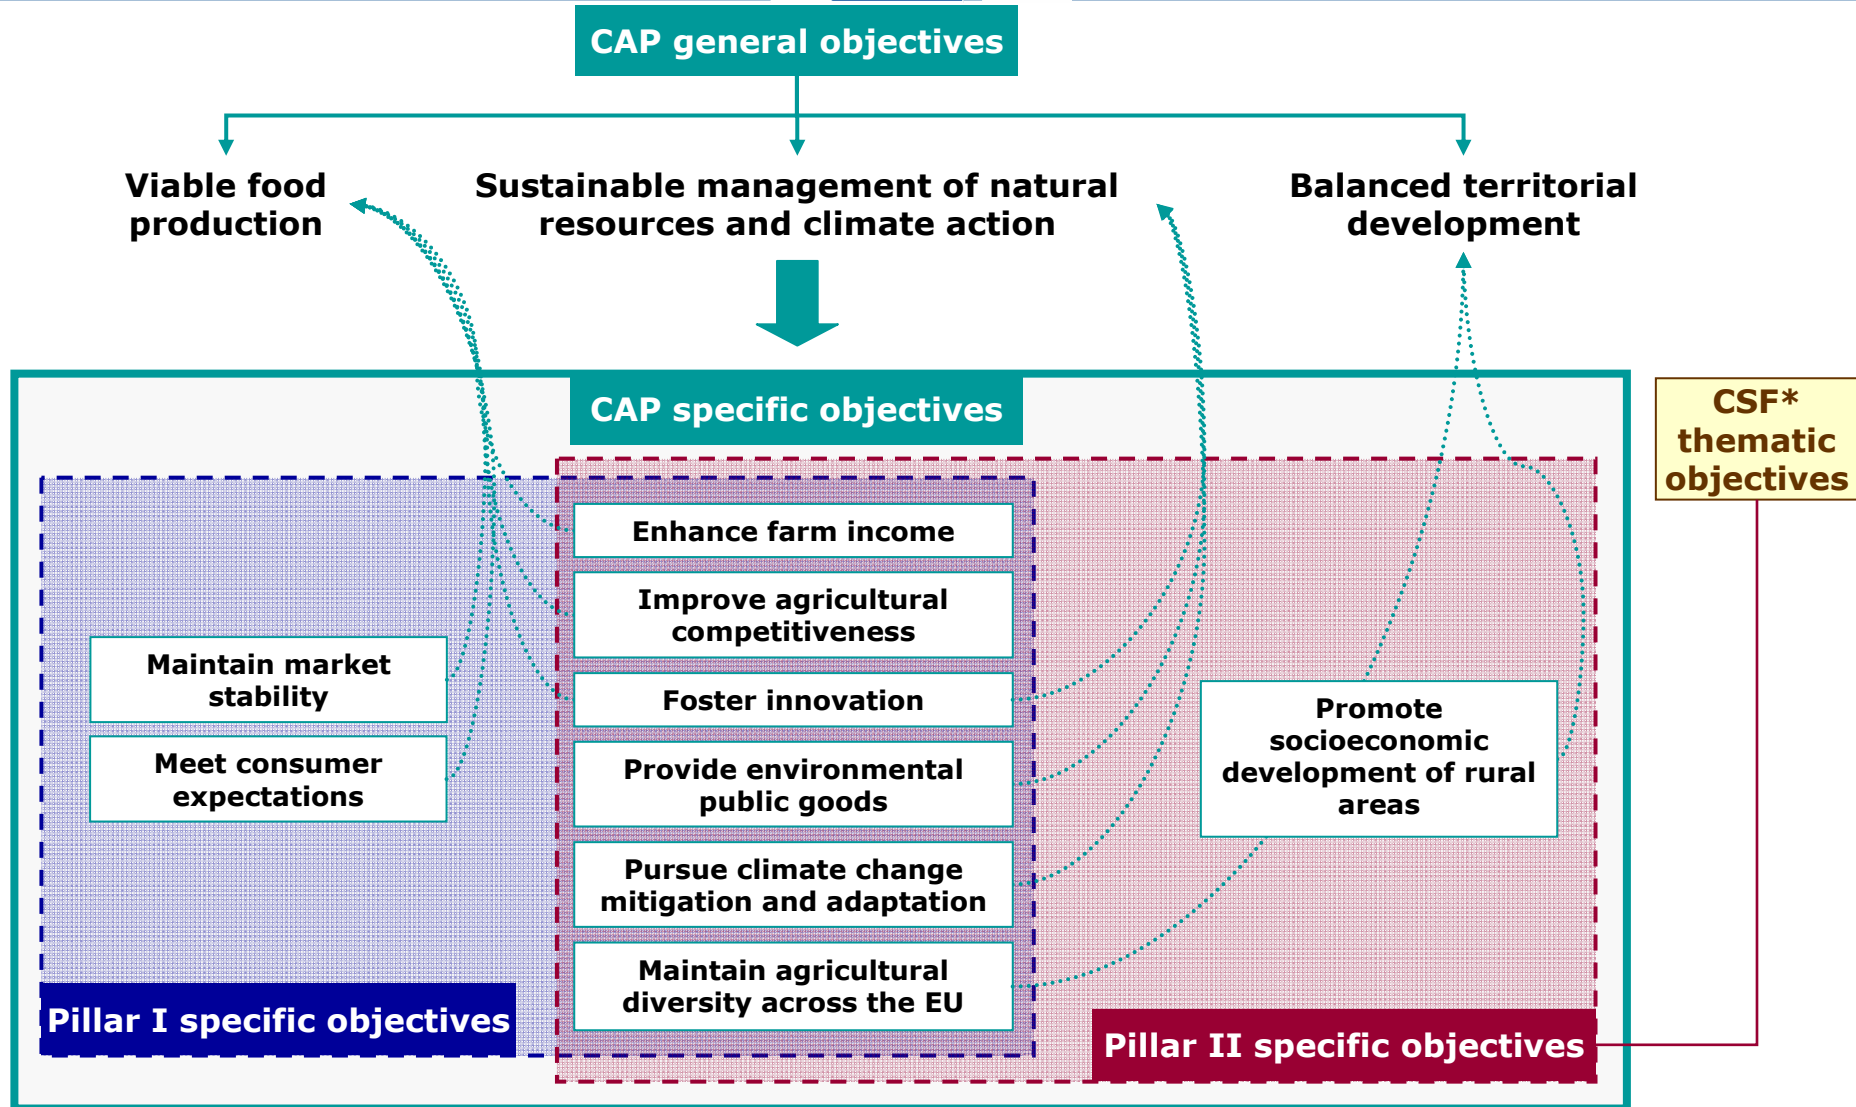 CAP general objectives
Viable food
production
Sustainable management of natural
resources and climate action
Balanced territorial
development
CAP specific objectives
CSF*
thematic
objectives
Enhance farm income
Improve agricultural
competitiveness
Maintain market
stability
Foster innovation
Promote
socioeconomic
development of rural
areas
Meet consumer
expectations
Provide environmental
public goods
Pursue climate change
mitigation and adaptation
Maintain agricultural
diversity across the EU
Pillar I specific objectives
Pillar II specific objectives